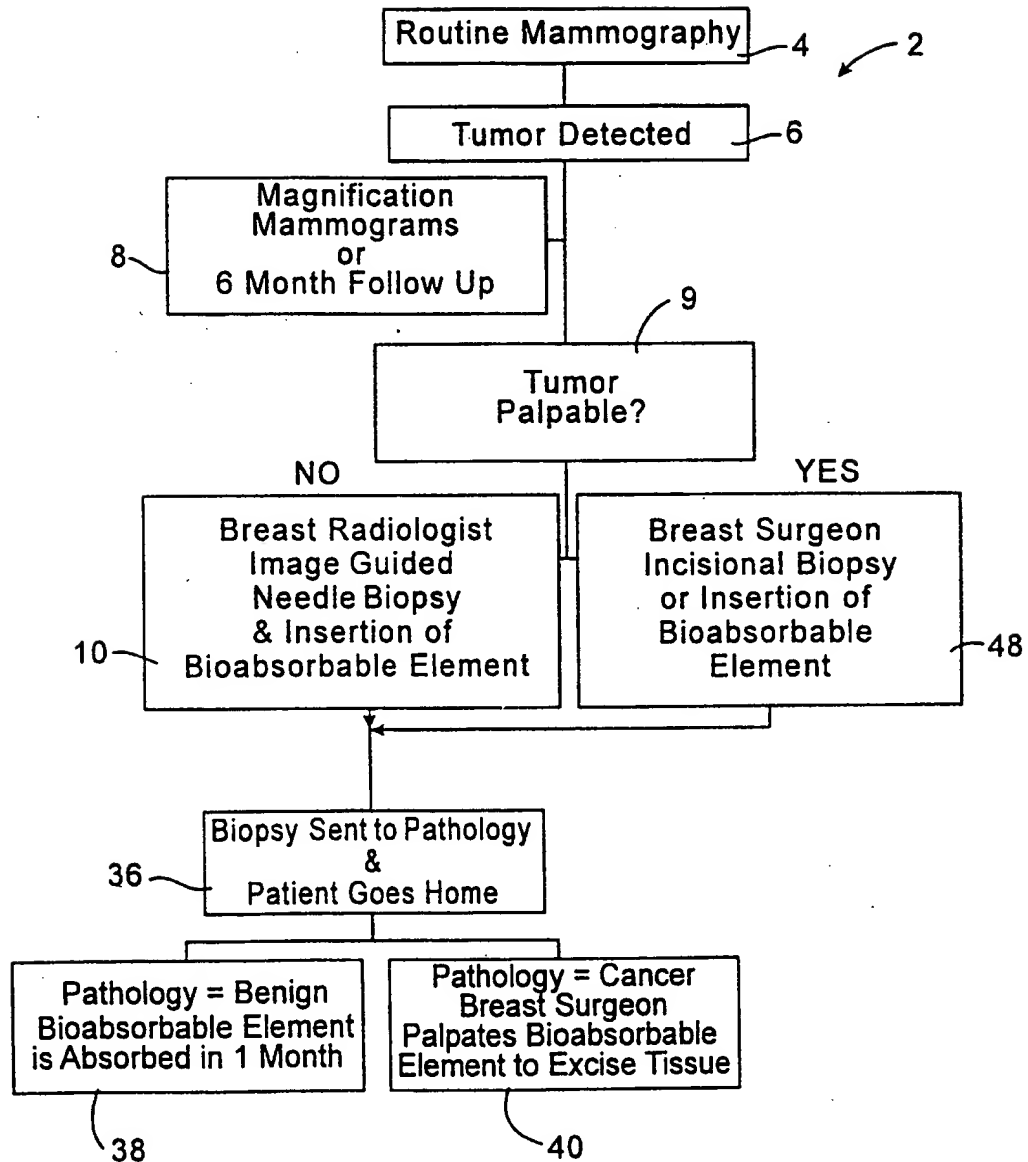 Routine Mammography
4
2
Tumor Detected
6
Magnification
Mammograms
or
6 Month Follow Up
8
9
Tumor
Palpable?
NO
YES
Breast Radiologist
Image Guided
Needle Biopsy
& Insertion of
Bioabsorbable Element
10
Breast Surgeon
Incisional Biopsy
or Insertion of
Bioabsorbable
Element
48
Biopsy Sent to Pathology
&
Patient Goes Home
36
Pathology = Benign
Bioabsorbable Element
is Absorbed in 1 Month
38
Pathology = Cancer
Breast Surgeon
Palpates Bioabsorbable
Element to Excise Tissue
40